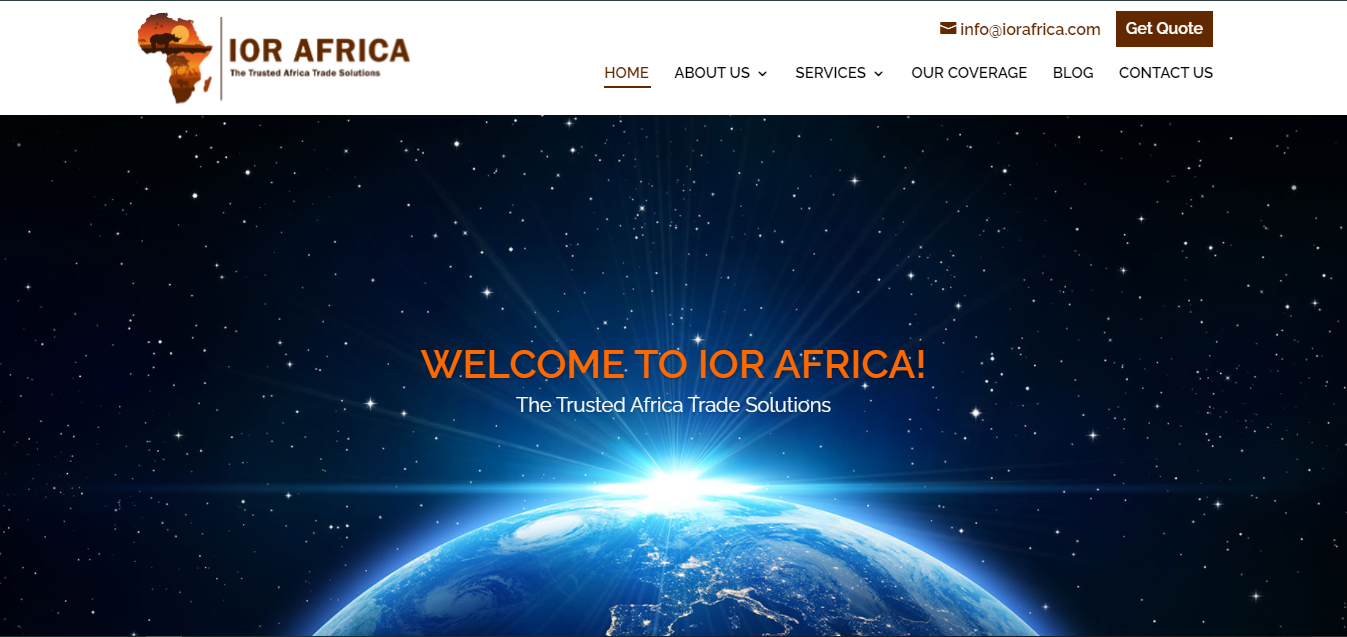 info@iorafrica.com
Get Quote
IOR AFRICA
The Trusted Africa Trade Solutions
HOME ABOUT US SERVICES OUR COVERAGE BLOG CONTACT US
WELCOME TO IOR AFRICA!
The Trusted Africa Trade Solutions